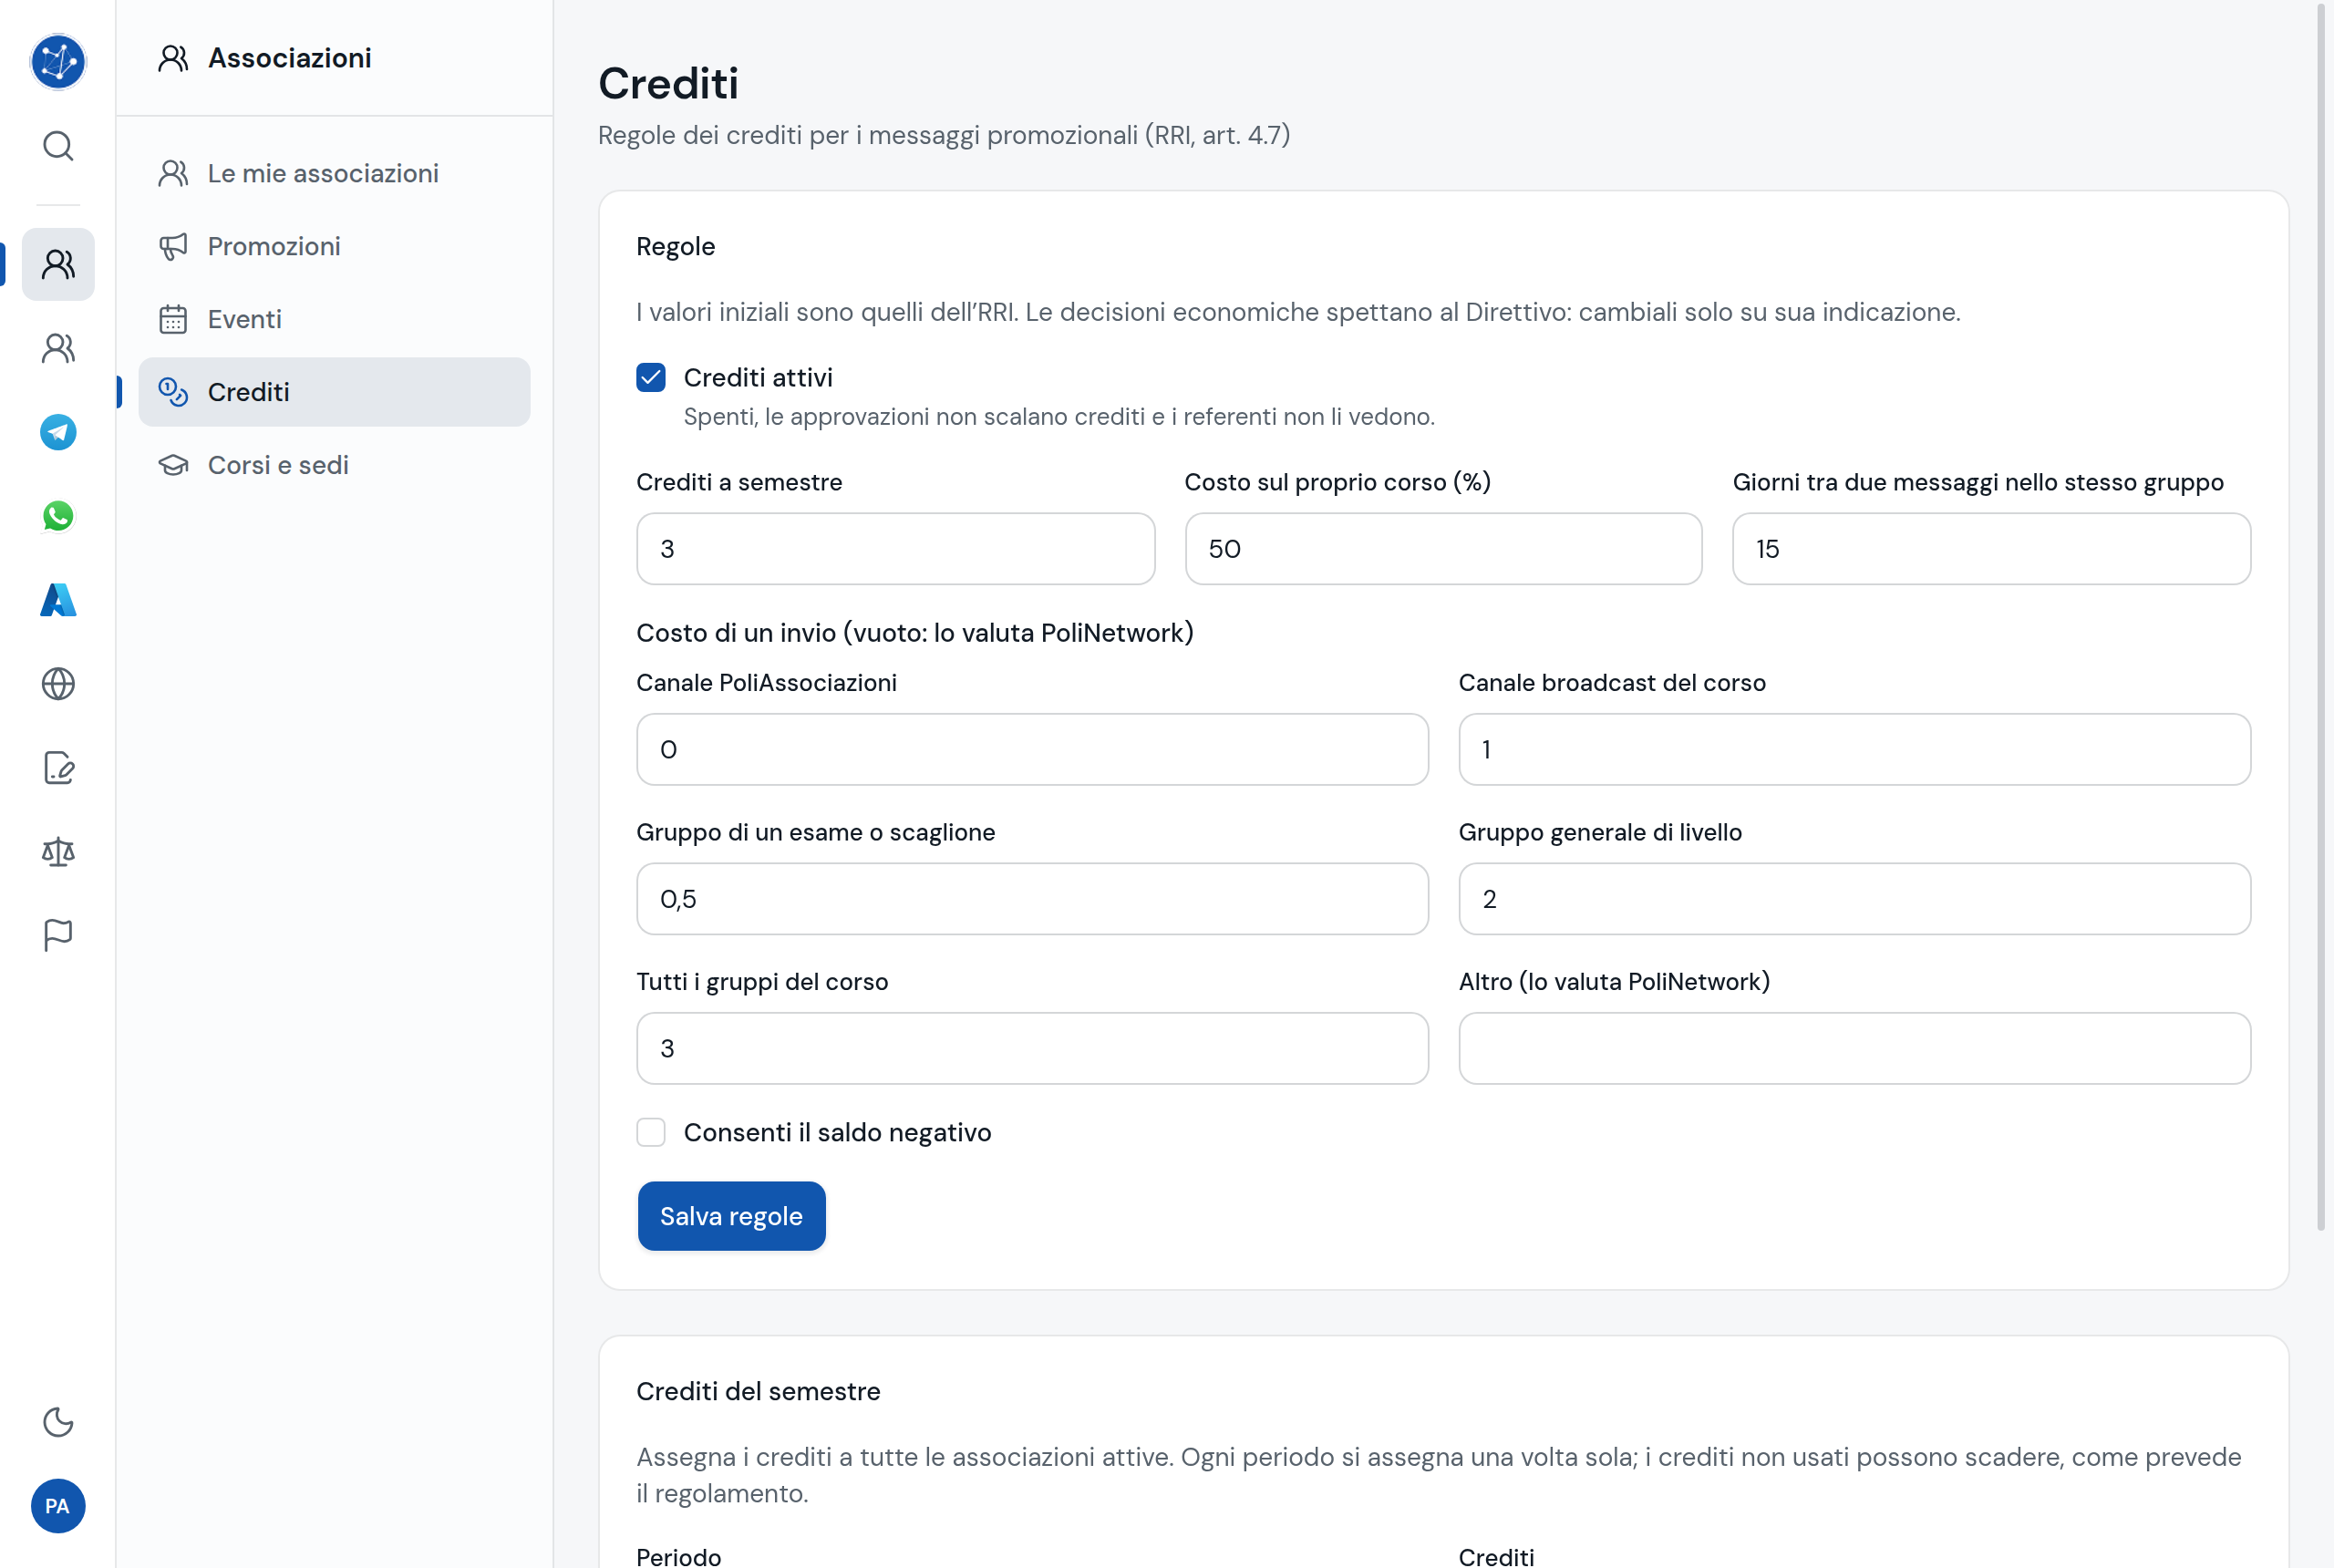 Associazioni
Le mie associazioni
Promozioni
Eventi
Crediti
Corsi e sedi
PA
Crediti
Regole dei crediti per i messaggi promozionali (RRI, art. 4.7)
Regole
I valori iniziali sono quelli dell’RRI. Le decisioni economiche spettano al Direttivo: cambiali solo su sua indicazione.
Crediti attivi
Spenti, le approvazioni non scalano crediti e i referenti non li vedono.
Crediti a semestre
Costo sul proprio corso (%)
Giorni tra due messaggi nello stesso gruppo
3
50
15
Costo di un invio (vuoto: lo valuta PoliNetwork)
Canale PoliAssociazioni
Canale broadcast del corso
0
1
Gruppo di un esame o scaglione
Gruppo generale di livello
0,5
2
Tutti i gruppi del corso
Altro (lo valuta PoliNetwork)
3
Consenti il saldo negativo
Salva regole
Crediti del semestre
Assegna i crediti a tutte le associazioni attive. Ogni periodo si assegna una volta sola; i crediti non usati possono scadere, come prevede
il regolamento.
Periodo
Crediti